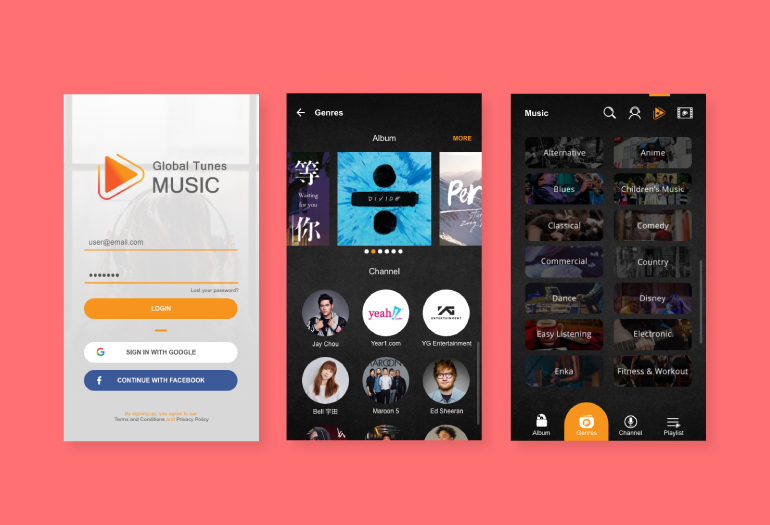 Global Tunes
MUSIC
user@email.com
Lost your password?
LOGIN
SIGN IN WITH GOOGLE
f
CONTINUE WITH FACEBOOK
By signing up, you agree to our
Terms and Conditions and Privacy Policy
Genres
Album
MORE
等
Waiting
for you
你
DIVIDE
Per
Channel
yeah!
YG
ENTERTAINMENT
Jay Chou
Year1.com
YG Entertainment
MAROON
Bell 宇田
Maroon 5
Ed Sheeran
Music
Alternative
Anime
Blues
Children's Music
Classical
Comedy
Commercial
Country
Dance
Disney
Easy Listening
Electronic
Enka
Fitness & Workout
Album
Genres
Channel
Playlist